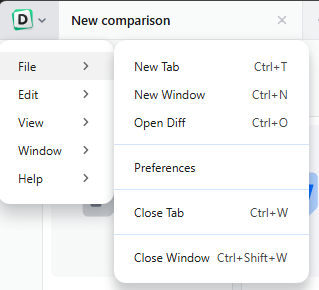 D
New comparison
File
Edit
View
Window
Help
New Tab Ctrl+T
New Window Ctrl+N
Open Diff Ctrl+O
Preferences
Close Tab Ctrl+W
Close Window Ctrl+Shift+W